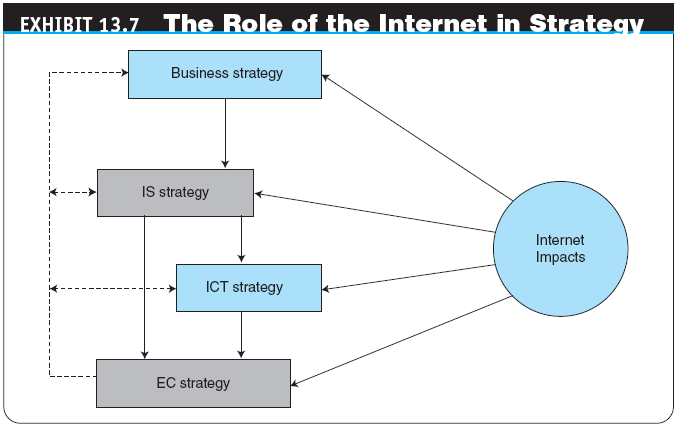 EXHIBIT 13.7 The Role of the Internet in Strategy
Business strategy
IS strategy
Internet
Impacts
ICT strategy
EC strategy